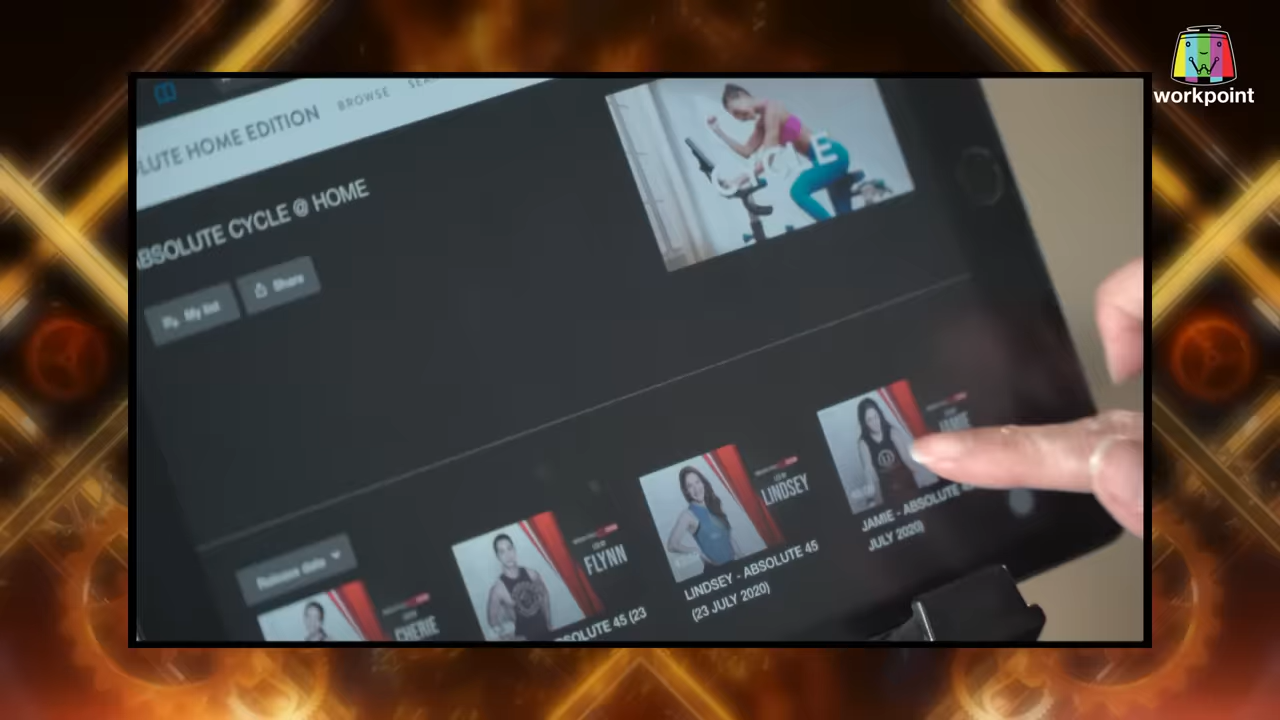 workpoint
LUTE HOME EDITION
BROWSE
ABSOLUTE CYCLE @ HOME
My list
Share
CYCLE
Release date
CHERIE
FLYNN
SOLUTE 45 (23
LINDSEY
LINDSEY - ABSOLUTE 45
(23 JULY 2020)
JAMIE
JAMIE - ABSOLUTE
JULY 2020)